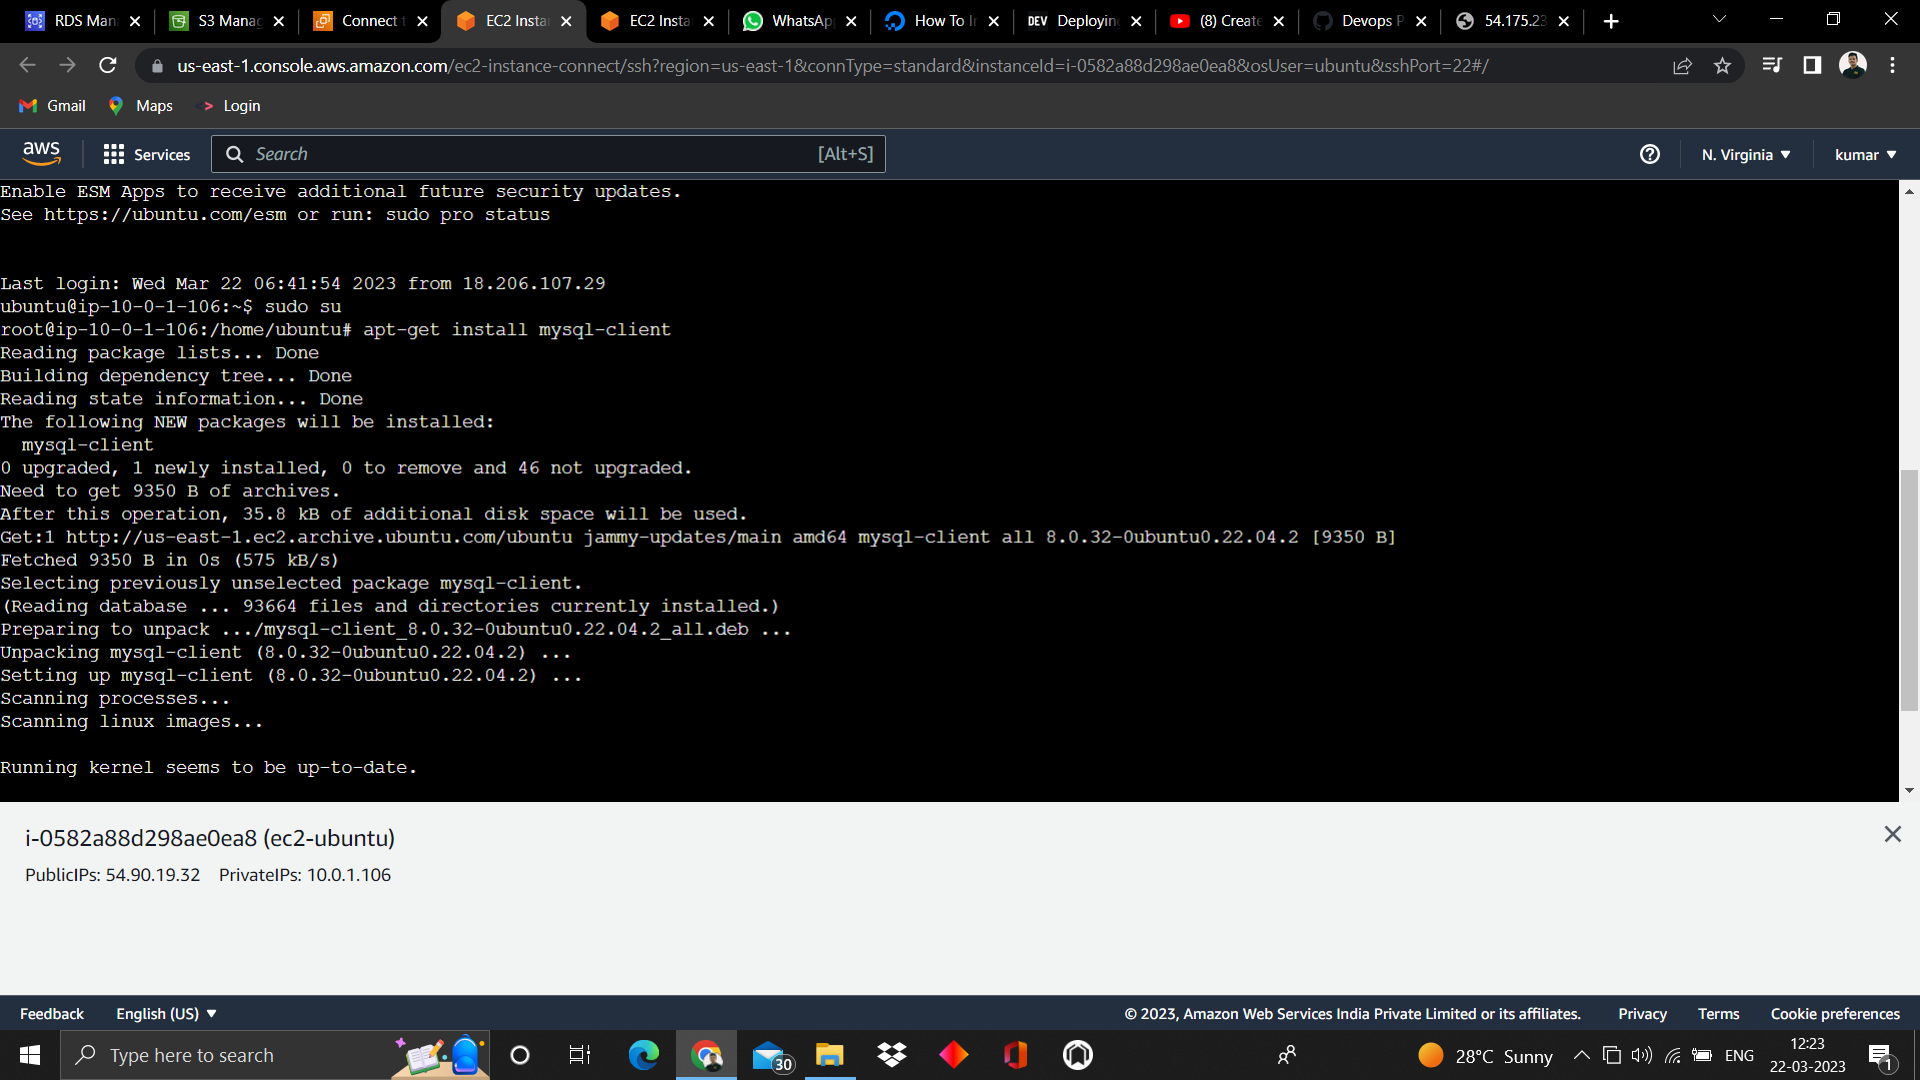 RDS Man
S3 Manag
Connect t
EC2 Insta
EC2 Insta
WhatsAp
How To I
DEV Deployin
(8) Create
Devops P
54.175.23
us-east-1.console.aws.amazon.com/ec2-instance-connect/ssh?region=us-east-1&connType=standard&instanceId=i-0582a88d298ae0ea8&osUser=ubuntu&sshPort=22#/
Gmail Maps Login
aws Services Search [Alt+S] N. Virginia kumar
Enable ESM Apps to receive additional future security updates.
See https://ubuntu.com/esm or run: sudo pro status
Last login: Wed Mar 22 06:41:54 2023 from 18.206.107.29
ubuntu@ip-10-0-1-106:~$ sudo su
root@ip-10-0-1-106:/home/ubuntu# apt-get install mysql-client
Reading package lists... Done
Building dependency tree... Done
Reading state information... Done
The following NEW packages will be installed:
  mysql-client
0 upgraded, 1 newly installed, 0 to remove and 46 not upgraded.
Need to get 9350 B of archives.
After this operation, 35.8 kB of additional disk space will be used.
Get:1 http://us-east-1.ec2.archive.ubuntu.com/ubuntu jammy-updates/main amd64 mysql-client all 8.0.32-0ubuntu0.22.04.2 [9350 B]
Fetched 9350 B in 0s (575 kB/s)
Selecting previously unselected package mysql-client.
(Reading database ... 93664 files and directories currently installed.)
Preparing to unpack .../mysql-client_8.0.32-0ubuntu0.22.04.2_all.deb ...
Unpacking mysql-client (8.0.32-0ubuntu0.22.04.2) ...
Setting up mysql-client (8.0.32-0ubuntu0.22.04.2) ...
Scanning processes...
Scanning linux images...
Running kernel seems to be up-to-date.
i-0582a88d298ae0ea8 (ec2-ubuntu)
PublicIPs: 54.90.19.32 PrivateIPs: 10.0.1.106
Feedback English (US) © 2023, Amazon Web Services India Private Limited or its affiliates. Privacy Terms Cookie preferences
Type here to search
30
28°C Sunny
ENG
12:23
22-03-2023
1